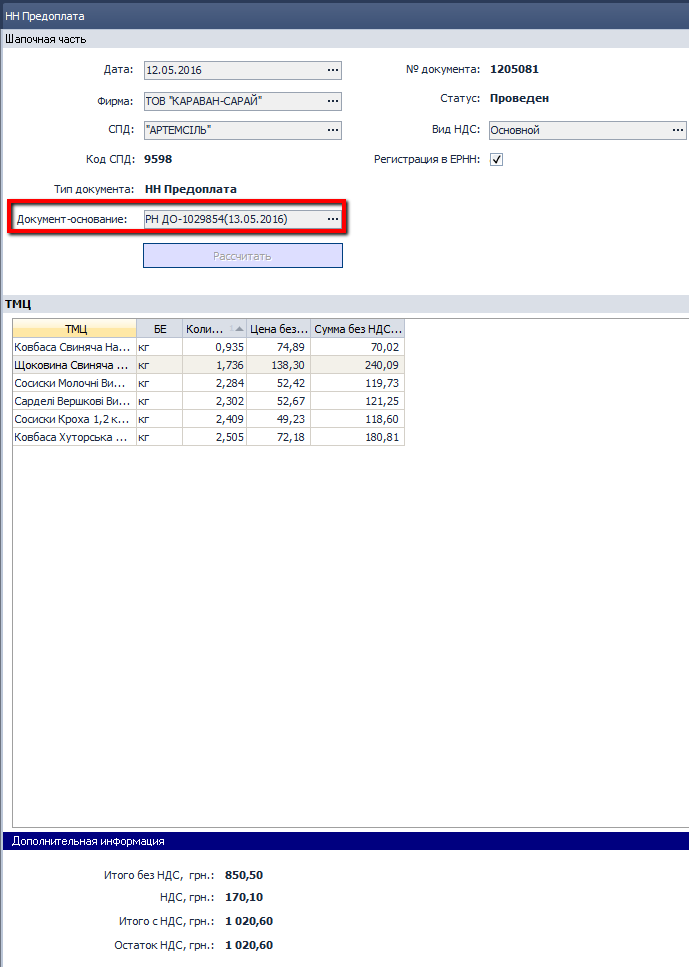 НН Предоплата
Шапочная часть
Дата: 12.05.2016 ... № документа: 1205081
Фирма: ТОВ "КАРАВАН-САРАЙ" ... Статус: Проведен
СПД: "АРТЕМСІЛЬ" ... Вид НДС: Основной ...
Код СПД: 9598 Регистрация в ЕРНН:
Тип документа: НН Предоплата
Документ-основание: РН ДО-1029854(13.05.2016) ...
Рассчитать
ТМЦ
ТМЦ БЕ Коли... Цена без... Сумма без НДС...
Ковбаса Свиняча На... кг 0,935 74,89 70,02
Щоковина Свиняча ... кг 1,736 138,30 240,09
Сосиски Молочні Ви... кг 2,284 52,42 119,73
Сарделі Вершкові Ви... кг 2,302 52,67 121,25
Сосиски Кроха 1,2 к... кг 2,409 49,23 118,60
Ковбаса Хуторська ... кг 2,505 72,18 180,81
Дополнительная информация
Итого без НДС, грн.: 850,50
НДС, грн.: 170,10
Итого с НДС, грн.: 1 020,60
Остаток НДС, грн.: 1 020,60